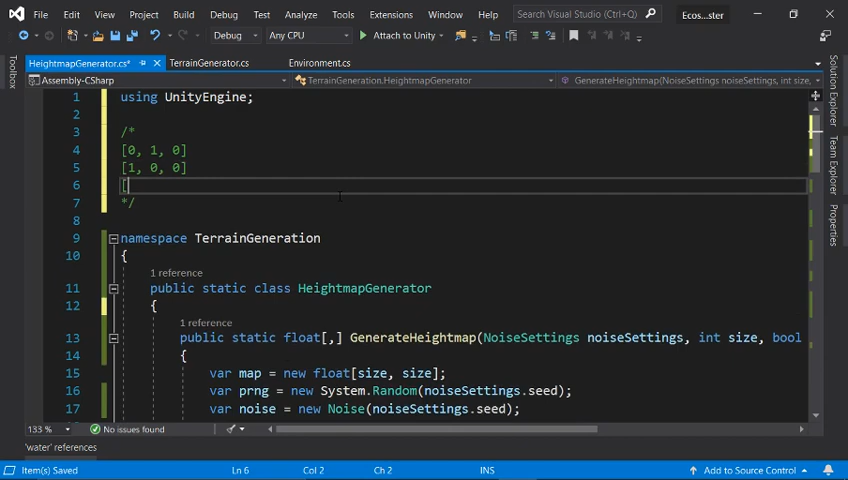 File Edit View Git Project Build Debug Test Analyze Tools Extensions Window Help Search Visual Studio (Ctrl+Q) Ecos...ster
Debug Any CPU Attach to Unity
HeightmapGenerator.cs* TerrainGenerator.cs Environment.cs
Assembly-CSharp TerrainGeneration.HeightmapGenerator GenerateHeightmap(NoiseSettings noiseSettings, int size,
Toolbox
Solution Explorer
Team Explorer
Properties
1 using UnityEngine;
2
3 /*
4 [0, 1, 0]
5 [1, 0, 0]
6 [
7 */
8
9 namespace TerrainGeneration
10 {
1 reference
11 public static class HeightmapGenerator
12 {
1 reference
13 public static float[,] GenerateHeightmap(NoiseSettings noiseSettings, int size, bool
14 {
15 var map = new float[size, size];
16 var prng = new System.Random(noiseSettings.seed);
17 var noise = new Noise(noiseSettings.seed);
133 % No issues found
'water' references
Item(s) Saved Ln 6 Col 2 Ch 2 INS Add to Source Control